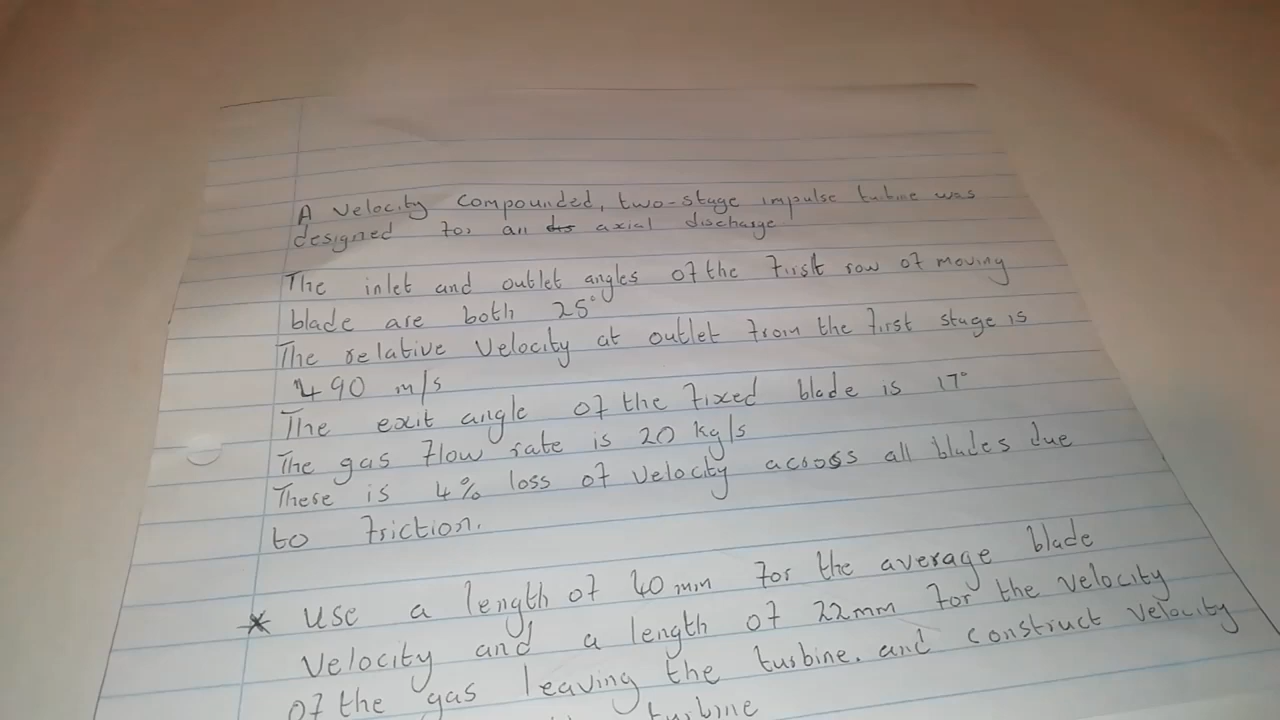 A velocity compounded, two-stage impulse turbine was
designed for an axial discharge
The inlet and outlet angles of the first row of moving
blade are both 25°
The relative velocity at outlet from the first stage is
490 m/s
The exit angle of the fixed blade is 17°
The gas flow rate is 20 kg/s
There is 4% loss of velocity across all blades due
to friction.
* Use a length of 40 mm for the average blade
velocity and a length of 22mm for the velocity
of the gas leaving the turbine. and construct velocity
turbine